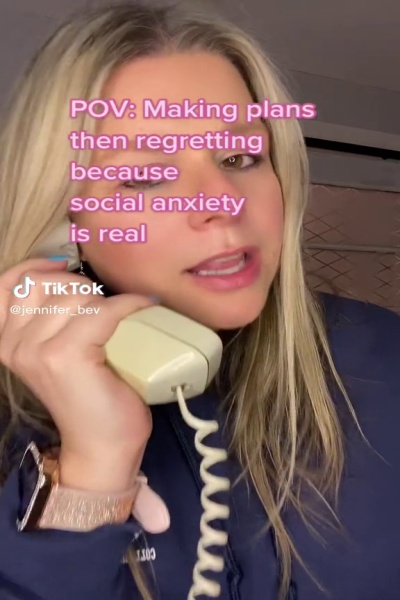 POV: Making plans
then regretting
because
social anxiety
is real
TikTok
@jennifer_bev